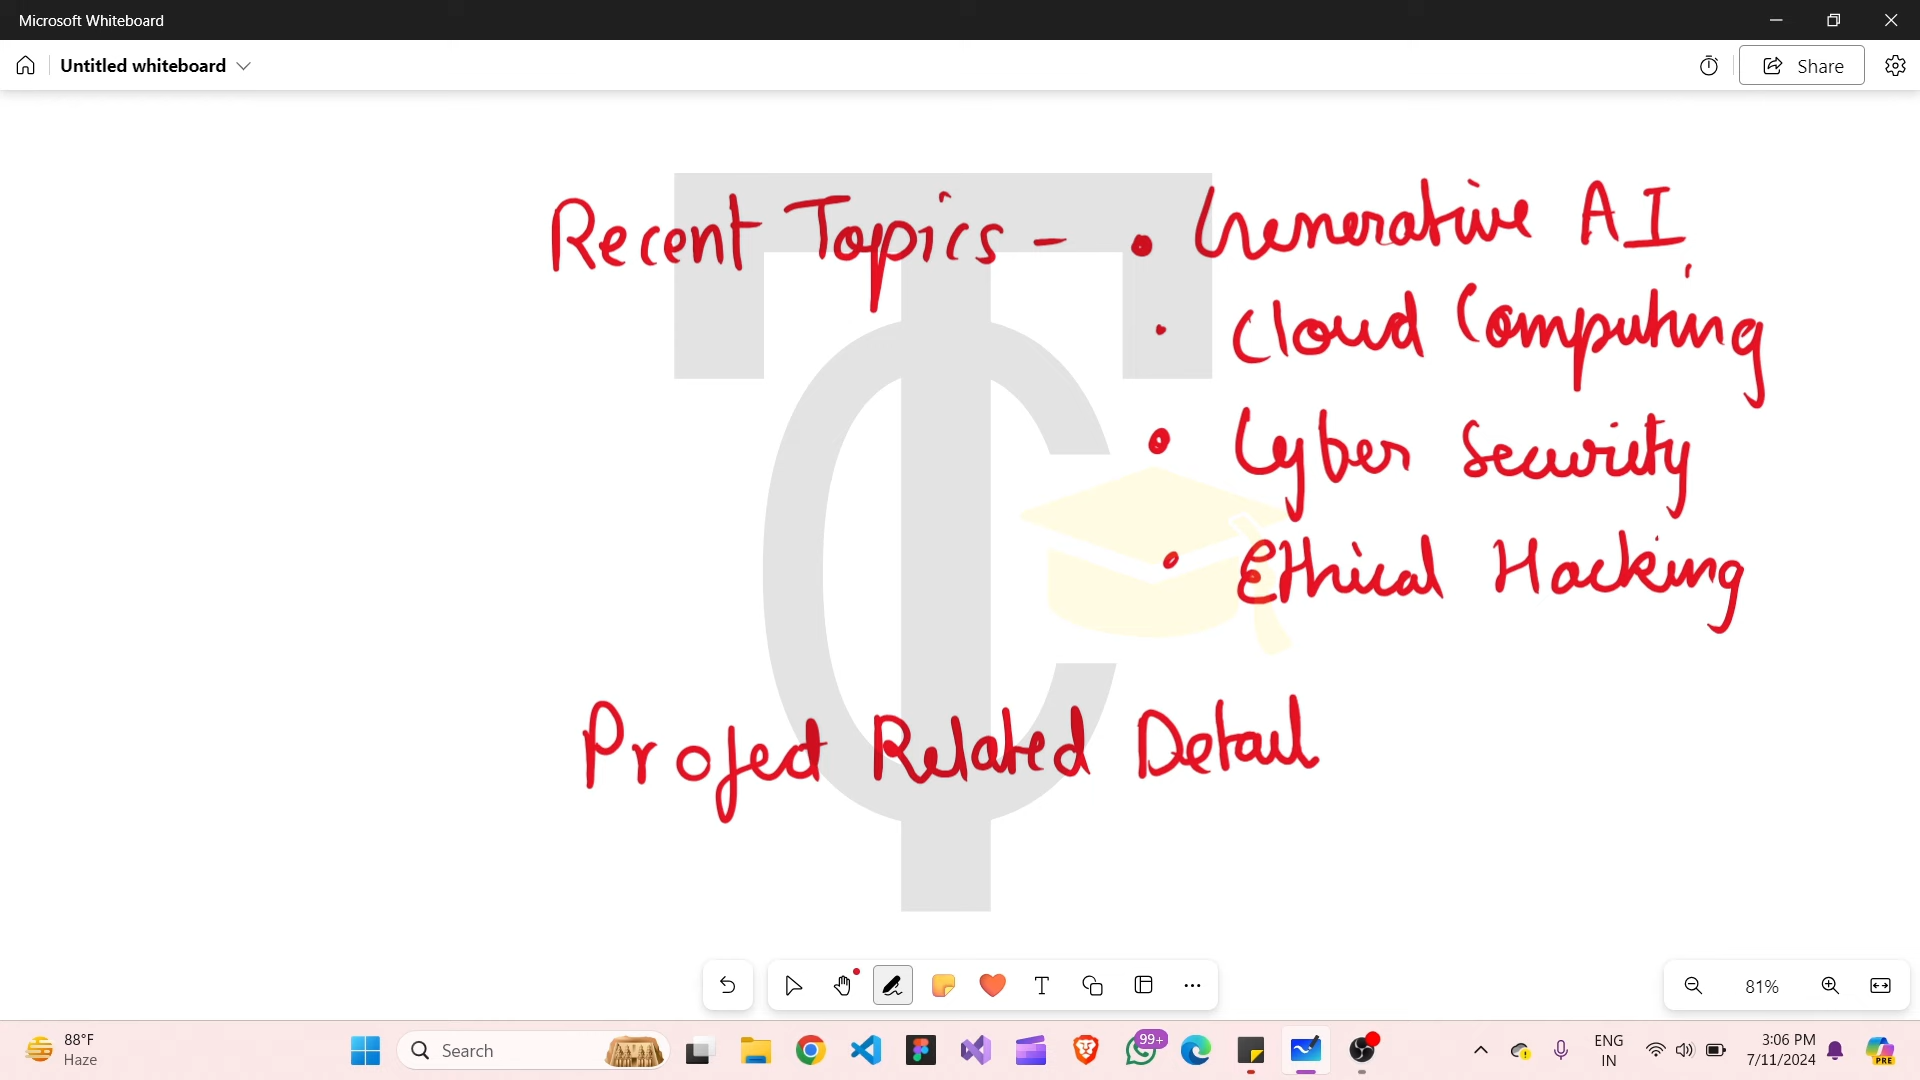 Microsoft Whiteboard
Untitled whiteboard
Share
Recent Topics - • Generative AI
• Cloud Computing
• Cyber Security
• Ethical Hacking
Project Related Detail
81%
88°F
Haze
Search
99+
ENG
IN
3:06 PM
7/11/2024
PRE